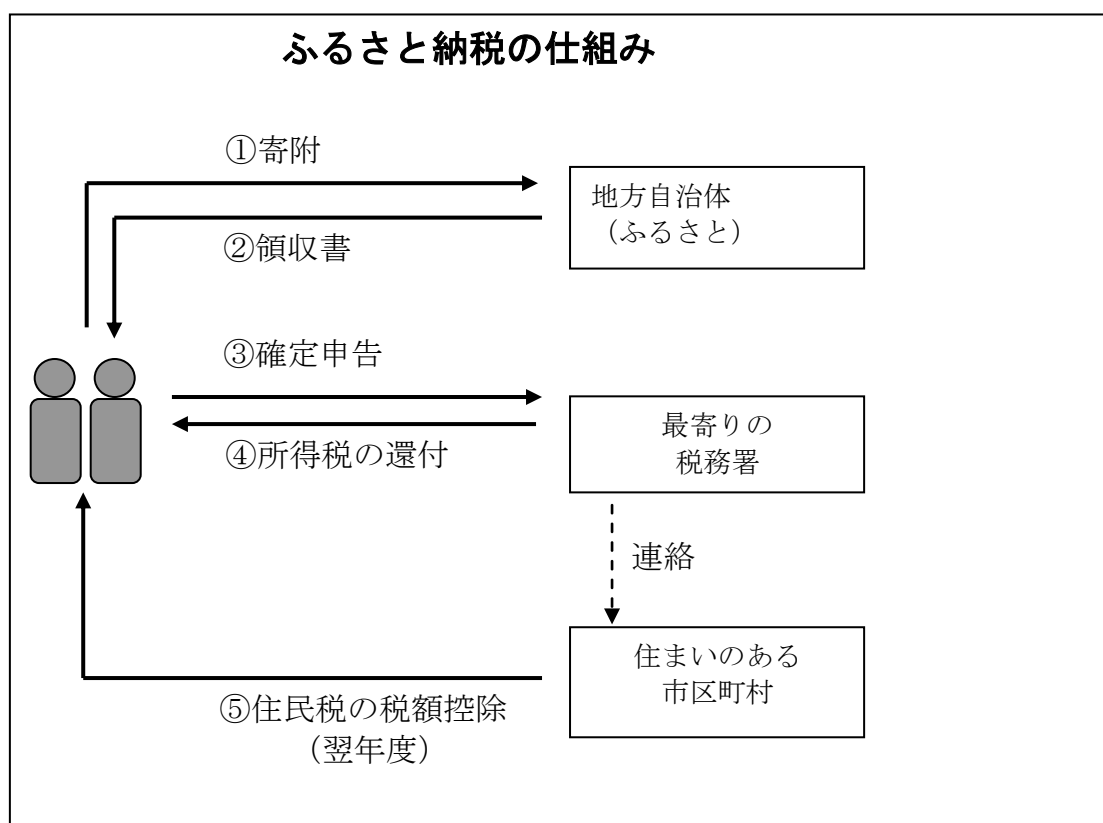 ふるさと納税の仕組み
①寄附
地方自治体
（ふるさと）
②領収書
③確定申告
最寄りの
税務署
④所得税の還付
連絡
住まいのある
市区町村
⑤住民税の税額控除
（翌年度）